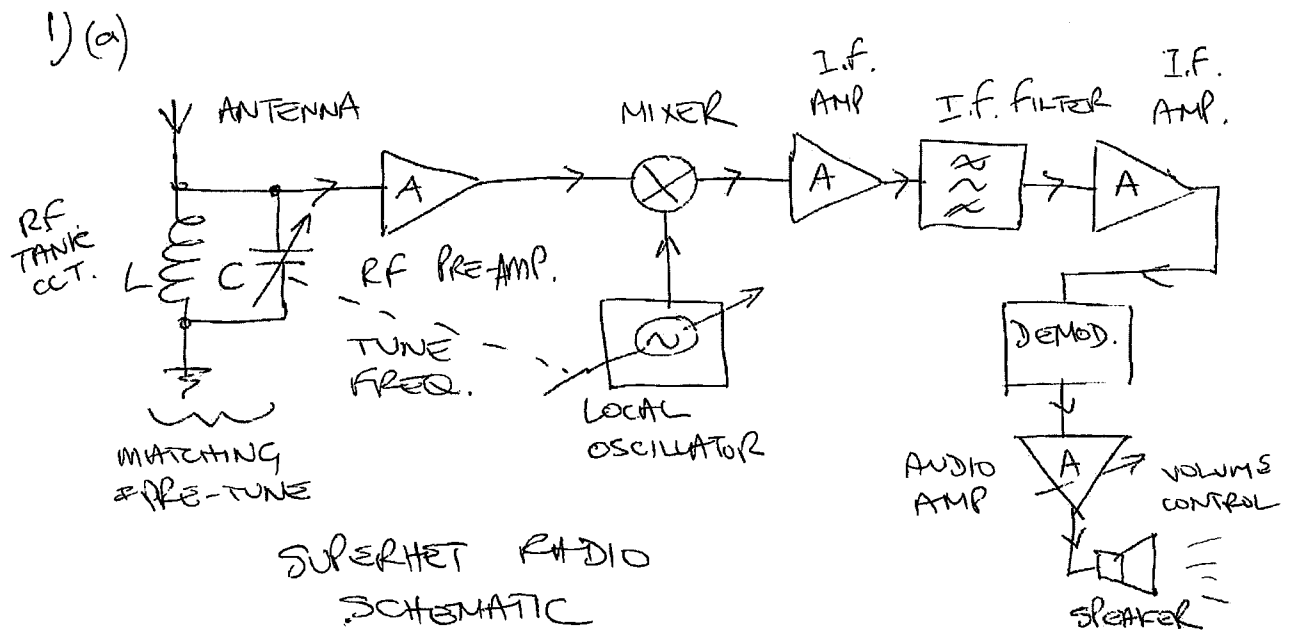 1) (a)
ANTENNA
RF
TANK
CCT.
L
C
A
RF PRE-AMP.
TUNE
FREQ.
MATCHING
& PRE-TUNE
MIXER
LOCAL
OSCILLATOR
I.F.
AMP
A
I.F. FILTER
I.F.
AMP.
A
DEMOD.
AUDIO
AMP
A
VOLUME
CONTROL
SPEAKER
SUPERHET RADIO
SCHEMATIC